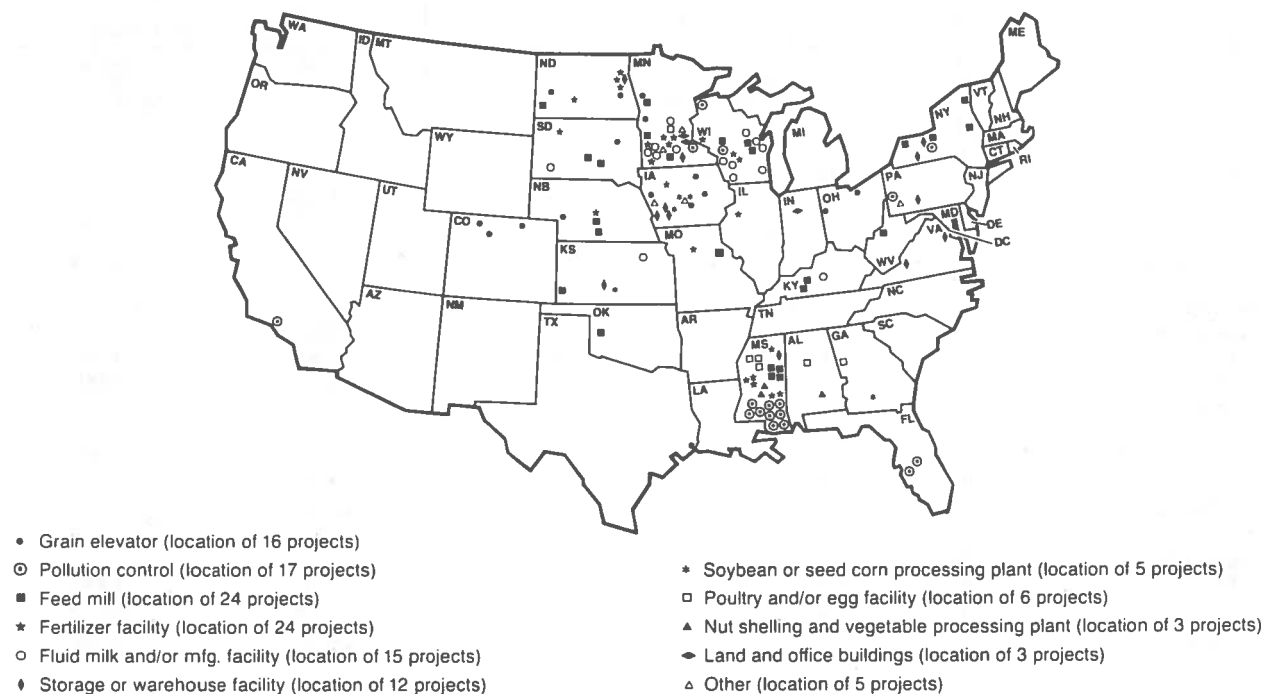 WA
ME
ID
MT
ND
MN
VT
OR
NY
NH
SD
WI
MI
MA
WY
CT
RI
CA
IA
PA
NJ
NV
NB
IL
IN
OH
UT
MD
CO
DE
MO
VA
KS
WV
DC
KY
NC
AZ
NM
OK
TN
TX
AR
SC
MS
AL
GA
LA
FL
Grain elevator (location of 16 projects)
Pollution control (location of 17 projects)
Feed mill (location of 24 projects)
Fertilizer facility (location of 24 projects)
Fluid milk and/or mfg. facility (location of 15 projects)
Storage or warehouse facility (location of 12 projects)
Soybean or seed corn processing plant (location of 5 projects)
Poultry and/or egg facility (location of 6 projects)
Nut shelling and vegetable processing plant (location of 3 projects)
Land and office buildings (location of 3 projects)
Other (location of 5 projects)